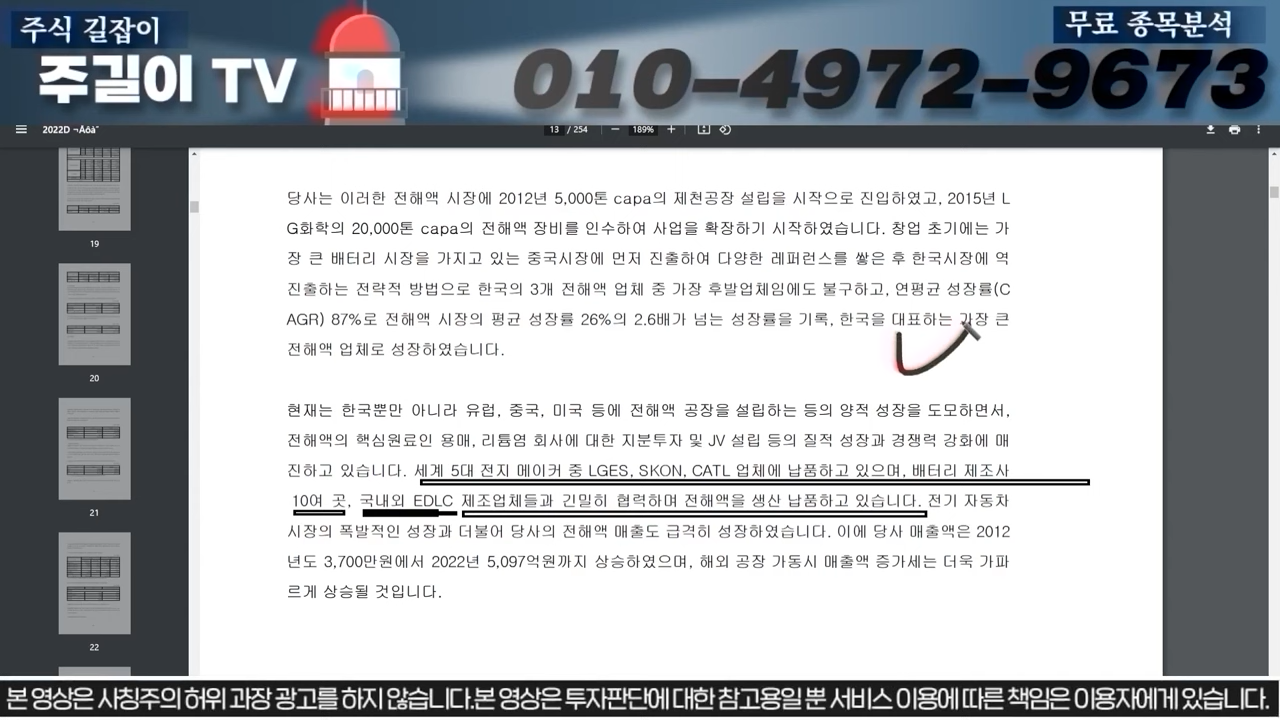 주식 길잡이
무료 종목분석
주길이 TV
010-4972-9673
2022D ¬Åôà¨
13 / 254
189%
19
20
21
22
당사는 이러한 전해액 시장에 2012년 5,000톤 capa의 제천공장 설립을 시작으로 진입하였고, 2015년 L
G화학의 20,000톤 capa의 전해액 장비를 인수하여 사업을 확장하기 시작하였습니다. 창업 초기에는 가
장 큰 배터리 시장을 가지고 있는 중국시장에 먼저 진출하여 다양한 레퍼런스를 쌓은 후 한국시장에 역
진출하는 전략적 방법으로 한국의 3개 전해액 업체 중 가장 후발업체임에도 불구하고, 연평균 성장률(C
AGR) 87%로 전해액 시장의 평균 성장률 26%의 2.6배가 넘는 성장률을 기록, 한국을 대표하는 가장 큰
전해액 업체로 성장하였습니다.
현재는 한국뿐만 아니라 유럽, 중국, 미국 등에 전해액 공장을 설립하는 등의 양적 성장을 도모하면서,
전해액의 핵심원료인 용매, 리튬염 회사에 대한 지분투자 및 JV 설립 등의 질적 성장과 경쟁력 강화에 매
진하고 있습니다. 세계 5대 전지 메이커 중 LGES, SKON, CATL 업체에 납품하고 있으며, 배터리 제조사
10여 곳, 국내외 EDLC 제조업체들과 긴밀히 협력하며 전해액을 생산 납품하고 있습니다. 전기 자동차
시장의 폭발적인 성장과 더불어 당사의 전해액 매출도 급격히 성장하였습니다. 이에 당사 매출액은 2012
년도 3,700만원에서 2022년 5,097억원까지 상승하였으며, 해외 공장 가동시 매출액 증가세는 더욱 가파
르게 상승될 것입니다.
본 영상은 사칭주의 허위 과장 광고를 하지 않습니다.본 영상은 투자판단에 대한 참고용일 뿐 서비스 이용에 따른 책임은 이용자에게 있습니다.